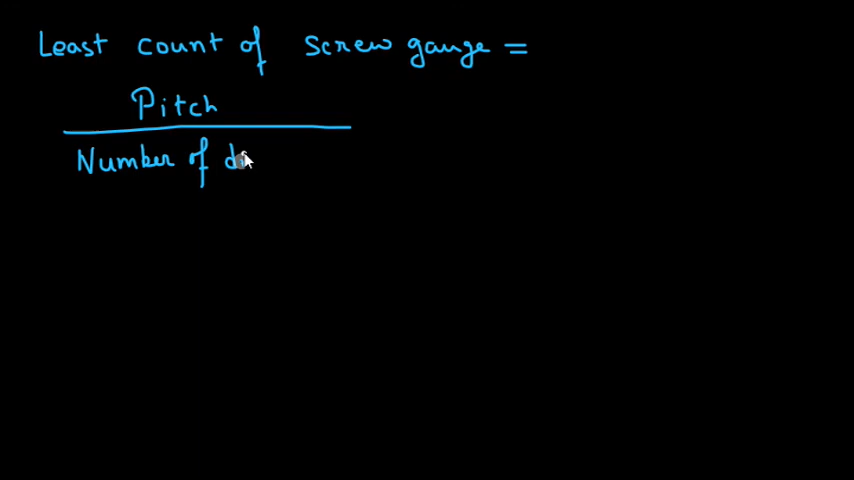 Least count of screw gauge =
Pitch
Number of